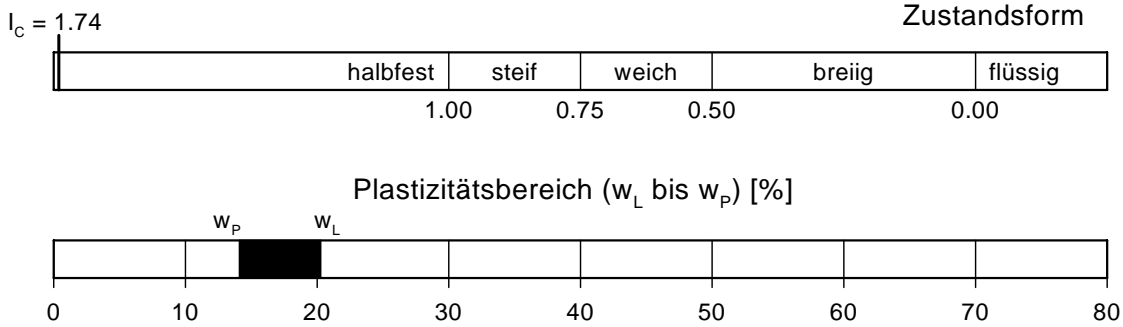 I_C = 1.74
Zustandsform
halbfest steif weich breiig flüssig
1.00 0.75 0.50 0.00
Plastizitätsbereich (w_L bis w_P) [%]
w_P w_L
0 10 20 30 40 50 60 70 80